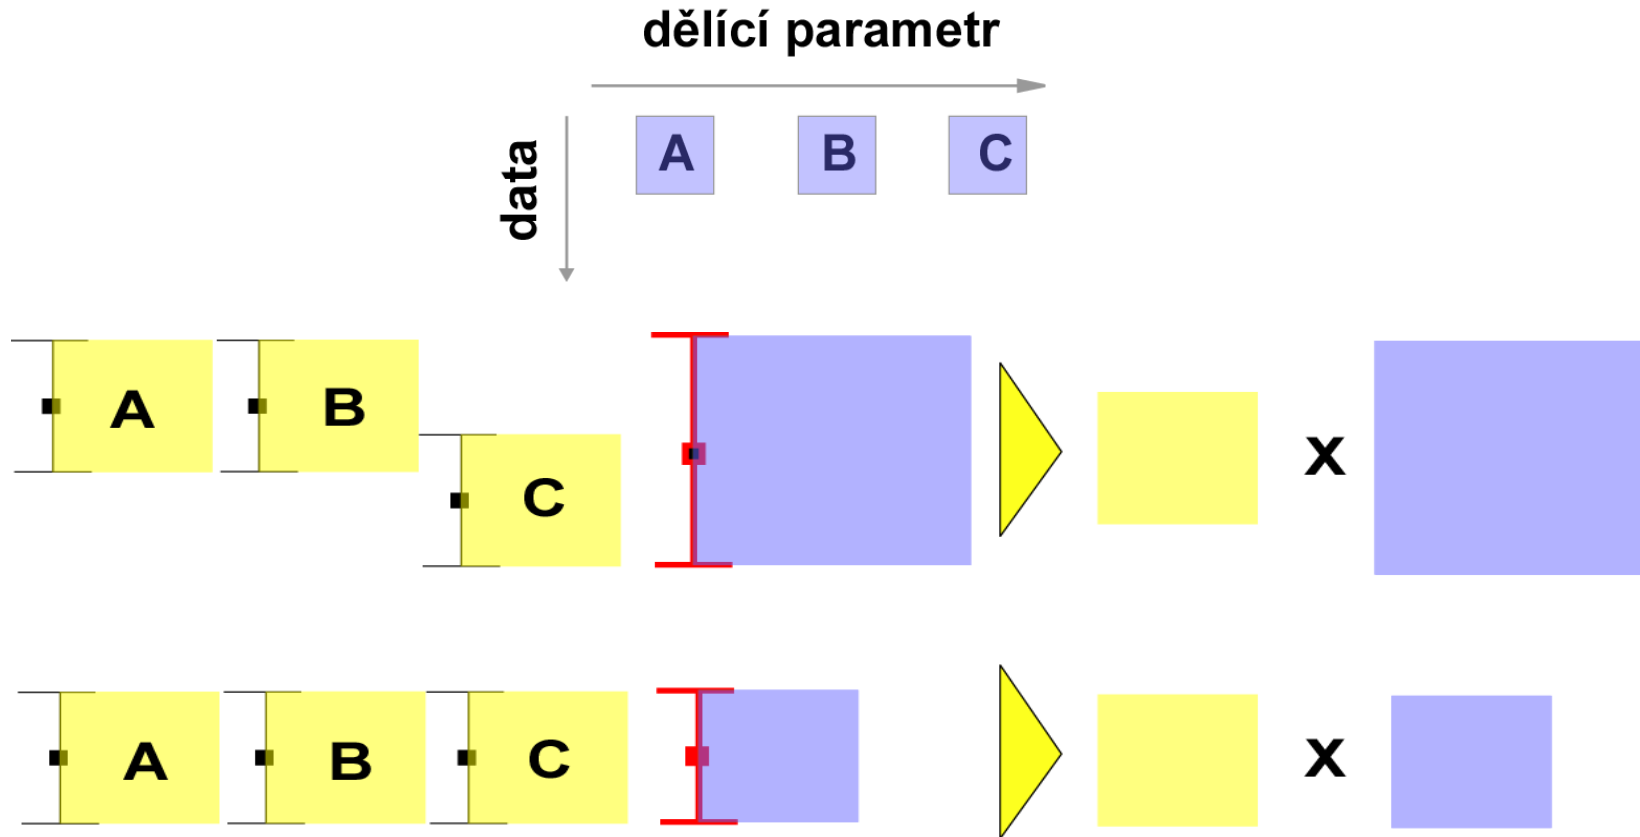 dělící parametr
data
A B C
A B
C
X
A B C
X